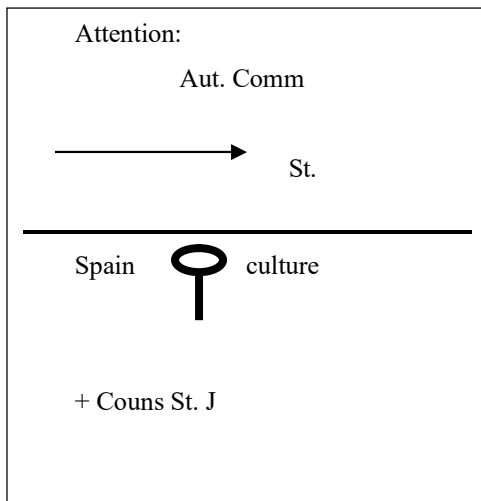 Attention:
Aut. Comm
St.
Spain culture
+ Couns St. J